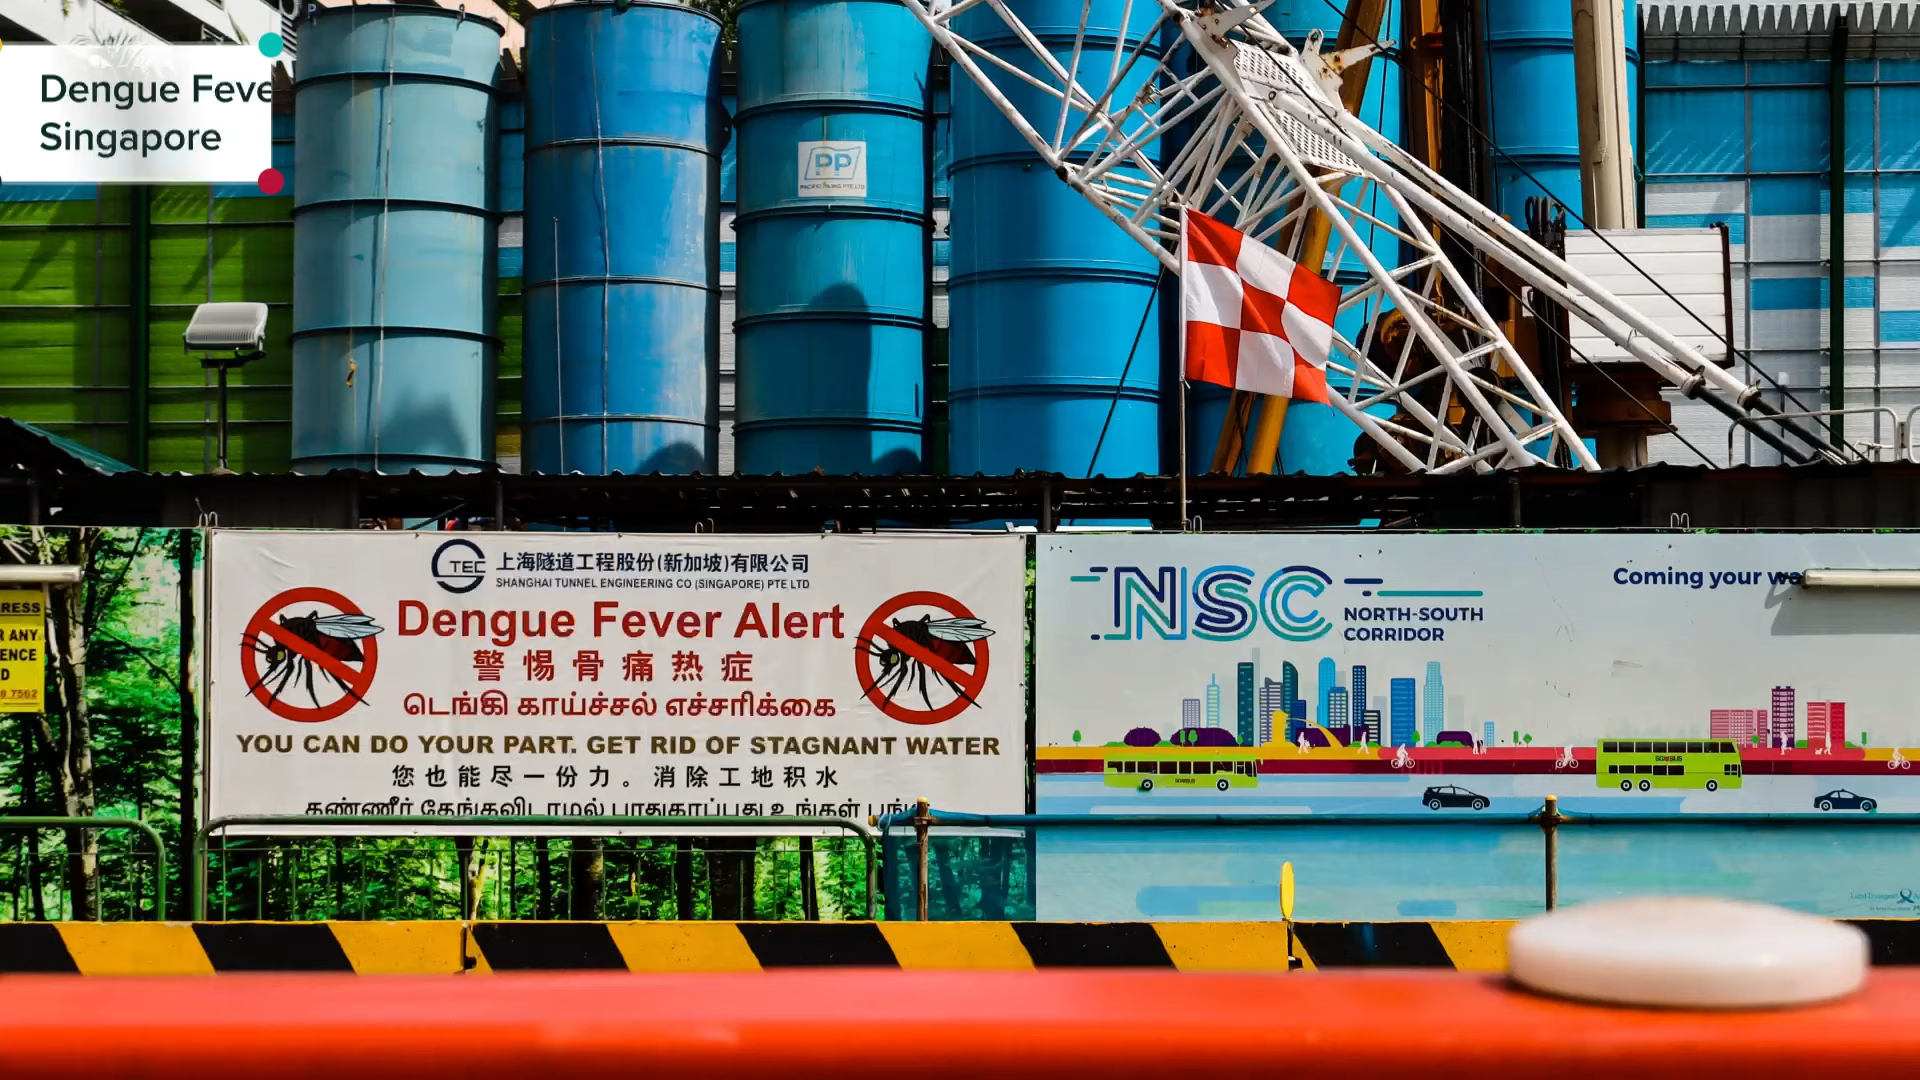 Dengue Feve
Singapore
PP
RESS
R ANY
ENCE
D
8 7562
STEC
上海隧道工程股份(新加坡)有限公司
SHANGHAI TUNNEL ENGINEERING CO (SINGAPORE) PTE LTD
Dengue Fever Alert
警惕骨痛热症
டெங்கி காய்ச்சல் எச்சரிக்கை
YOU CAN DO YOUR PART. GET RID OF STAGNANT WATER
您也能尽一份力。消除工地积水
NSC
NORTH-SOUTH
CORRIDOR
Coming your